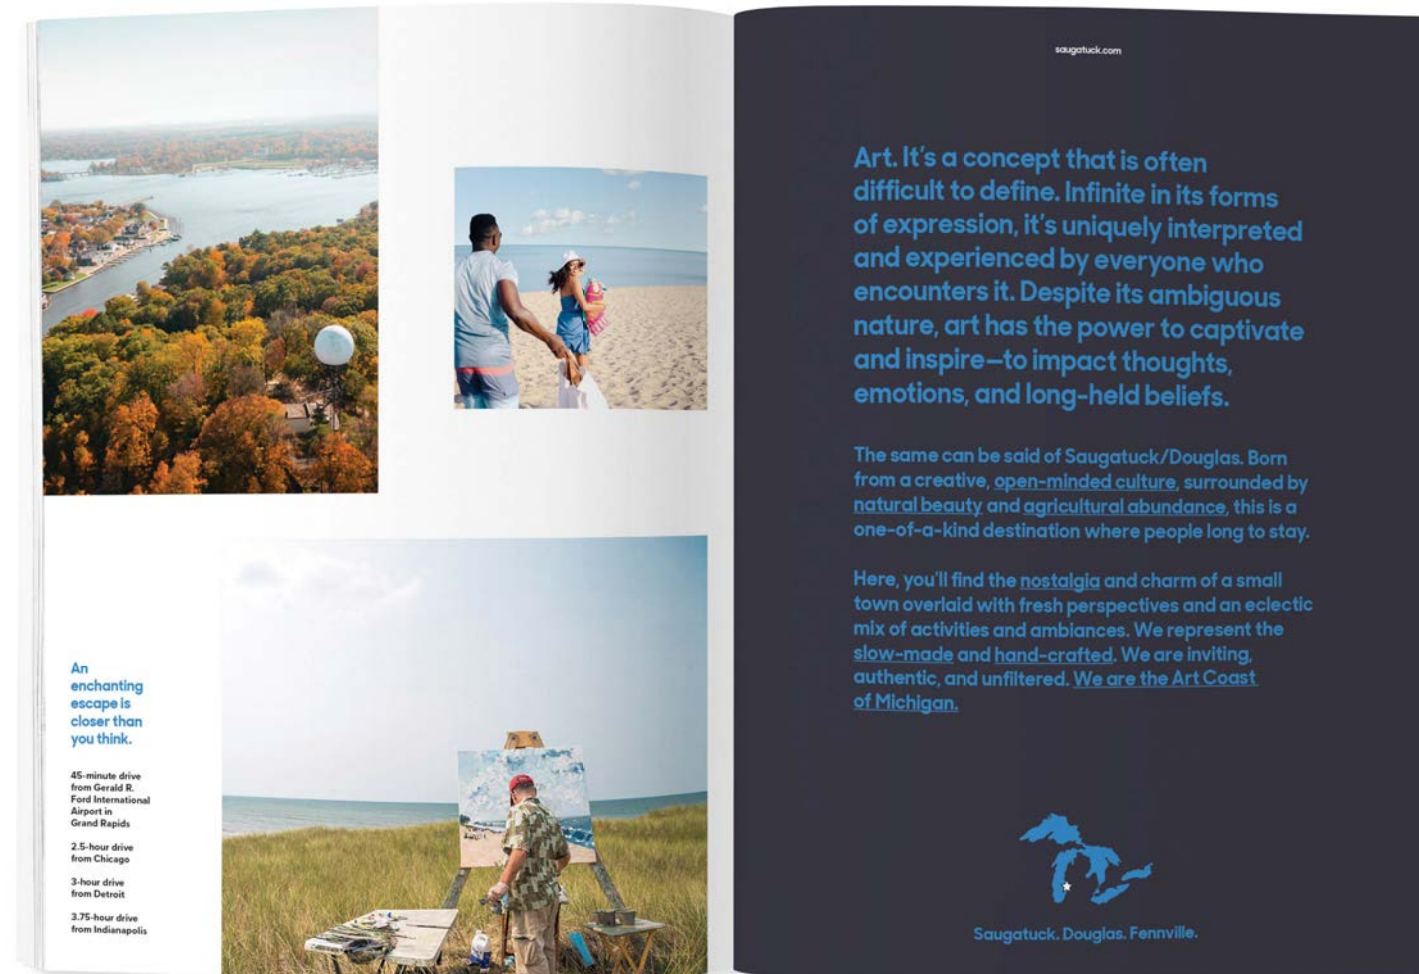 An
enchanting
escape is
closer than
you think.
45-minute drive
from Gerald R.
Ford International
Airport in
Grand Rapids
2.5-hour drive
from Chicago
3-hour drive
from Detroit
3.75-hour drive
from Indianapolis
saugatuck.com
Art. It's a concept that is often
difficult to define. Infinite in its forms
of expression, it's uniquely interpreted
and experienced by everyone who
encounters it. Despite its ambiguous
nature, art has the power to captivate
and inspire—to impact thoughts,
emotions, and long-held beliefs.
The same can be said of Saugatuck/Douglas. Born
from a creative, open-minded culture, surrounded by
natural beauty and agricultural abundance, this is a
one-of-a-kind destination where people long to stay.
Here, you'll find the nostalgia and charm of a small
town overlaid with fresh perspectives and an eclectic
mix of activities and ambiances. We represent the
slow-made and hand-crafted. We are inviting,
authentic, and unfiltered. We are the Art Coast
of Michigan.
Saugatuck. Douglas. Fennville.